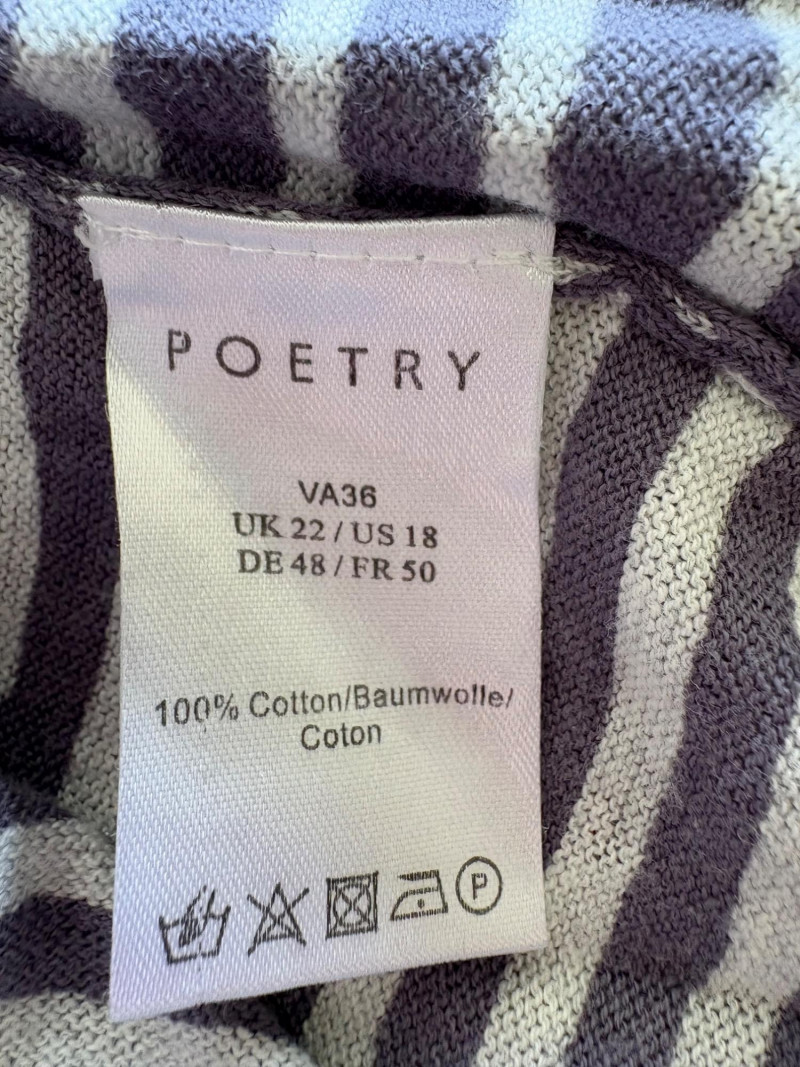 POETRY
VA36
UK 22 / US 18
DE 48 / FR 50
100% Cotton/Baumwolle/
Coton
P